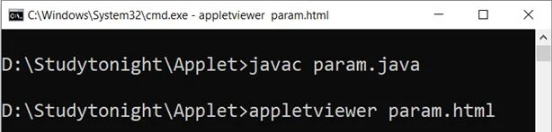 C:\Windows\System32\cmd.exe - appletviewer  param.html
D:\Studytonight\Applet>javac param.java
D:\Studytonight\Applet>appletviewer param.html